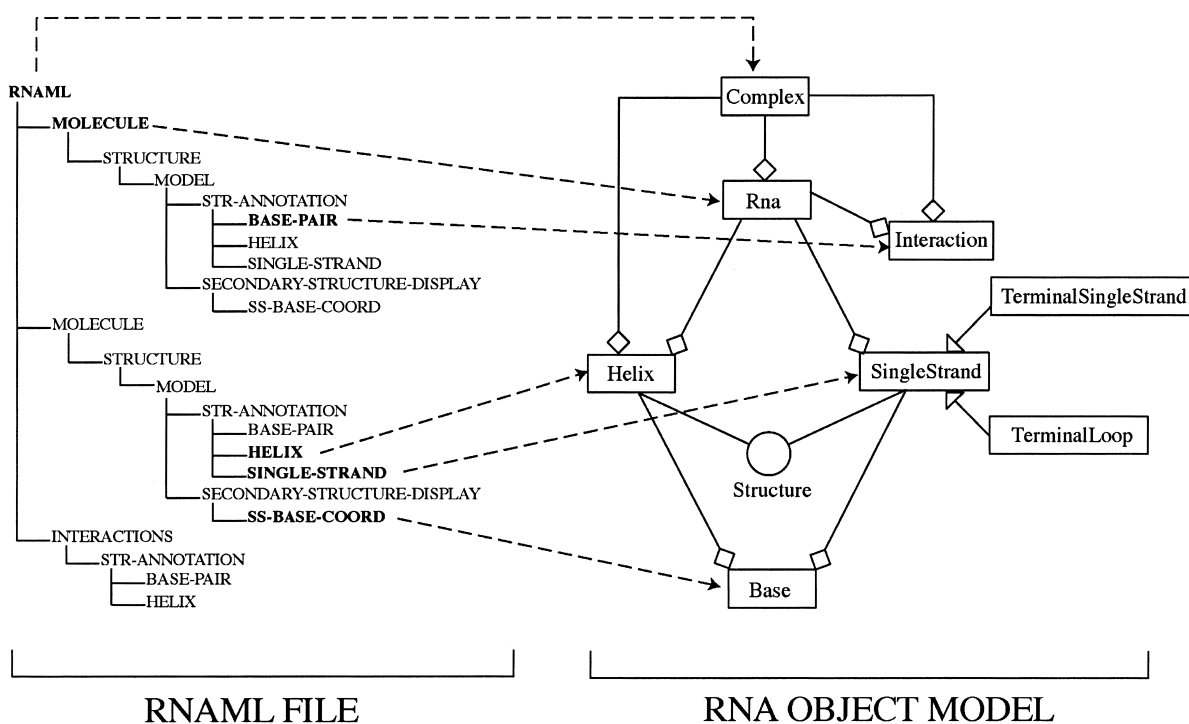 RNAML
MOLECULE
STRUCTURE
MODEL
STR-ANNOTATION
BASE-PAIR
HELIX
SINGLE-STRAND
SECONDARY-STRUCTURE-DISPLAY
SS-BASE-COORD
MOLECULE
STRUCTURE
MODEL
STR-ANNOTATION
BASE-PAIR
HELIX
SINGLE-STRAND
SECONDARY-STRUCTURE-DISPLAY
SS-BASE-COORD
INTERACTIONS
STR-ANNOTATION
BASE-PAIR
HELIX
RNAML FILE
Complex
Rna
Interaction
TerminalSingleStrand
Helix
SingleStrand
TerminalLoop
Structure
Base
RNA OBJECT MODEL